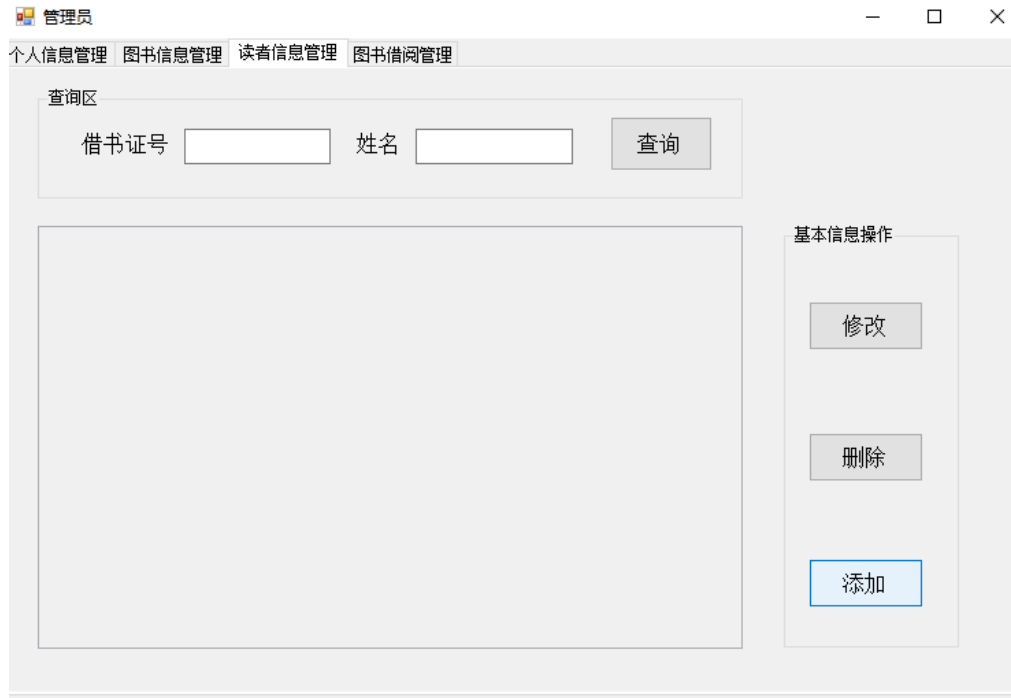 管理员
个人信息管理 图书信息管理 读者信息管理 图书借阅管理
查询区
借书证号 姓名 查询
基本信息操作
修改
删除
添加